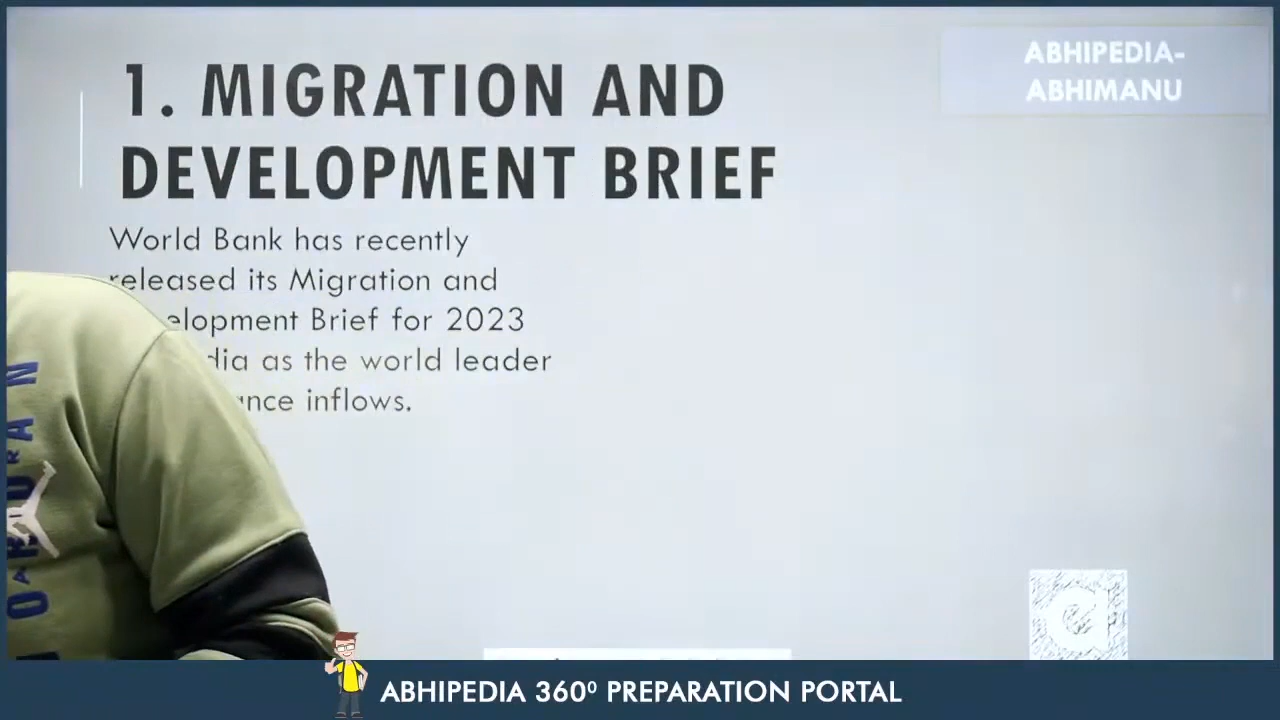 1. MIGRATION AND
DEVELOPMENT BRIEF
ABHIPEDIA-
ABHIMANU
World Bank has recently
released its Migration and
elopment Brief for 2023
dia as the world leader
ance inflows.
ABHIPEDIA 360⁰ PREPARATION PORTAL